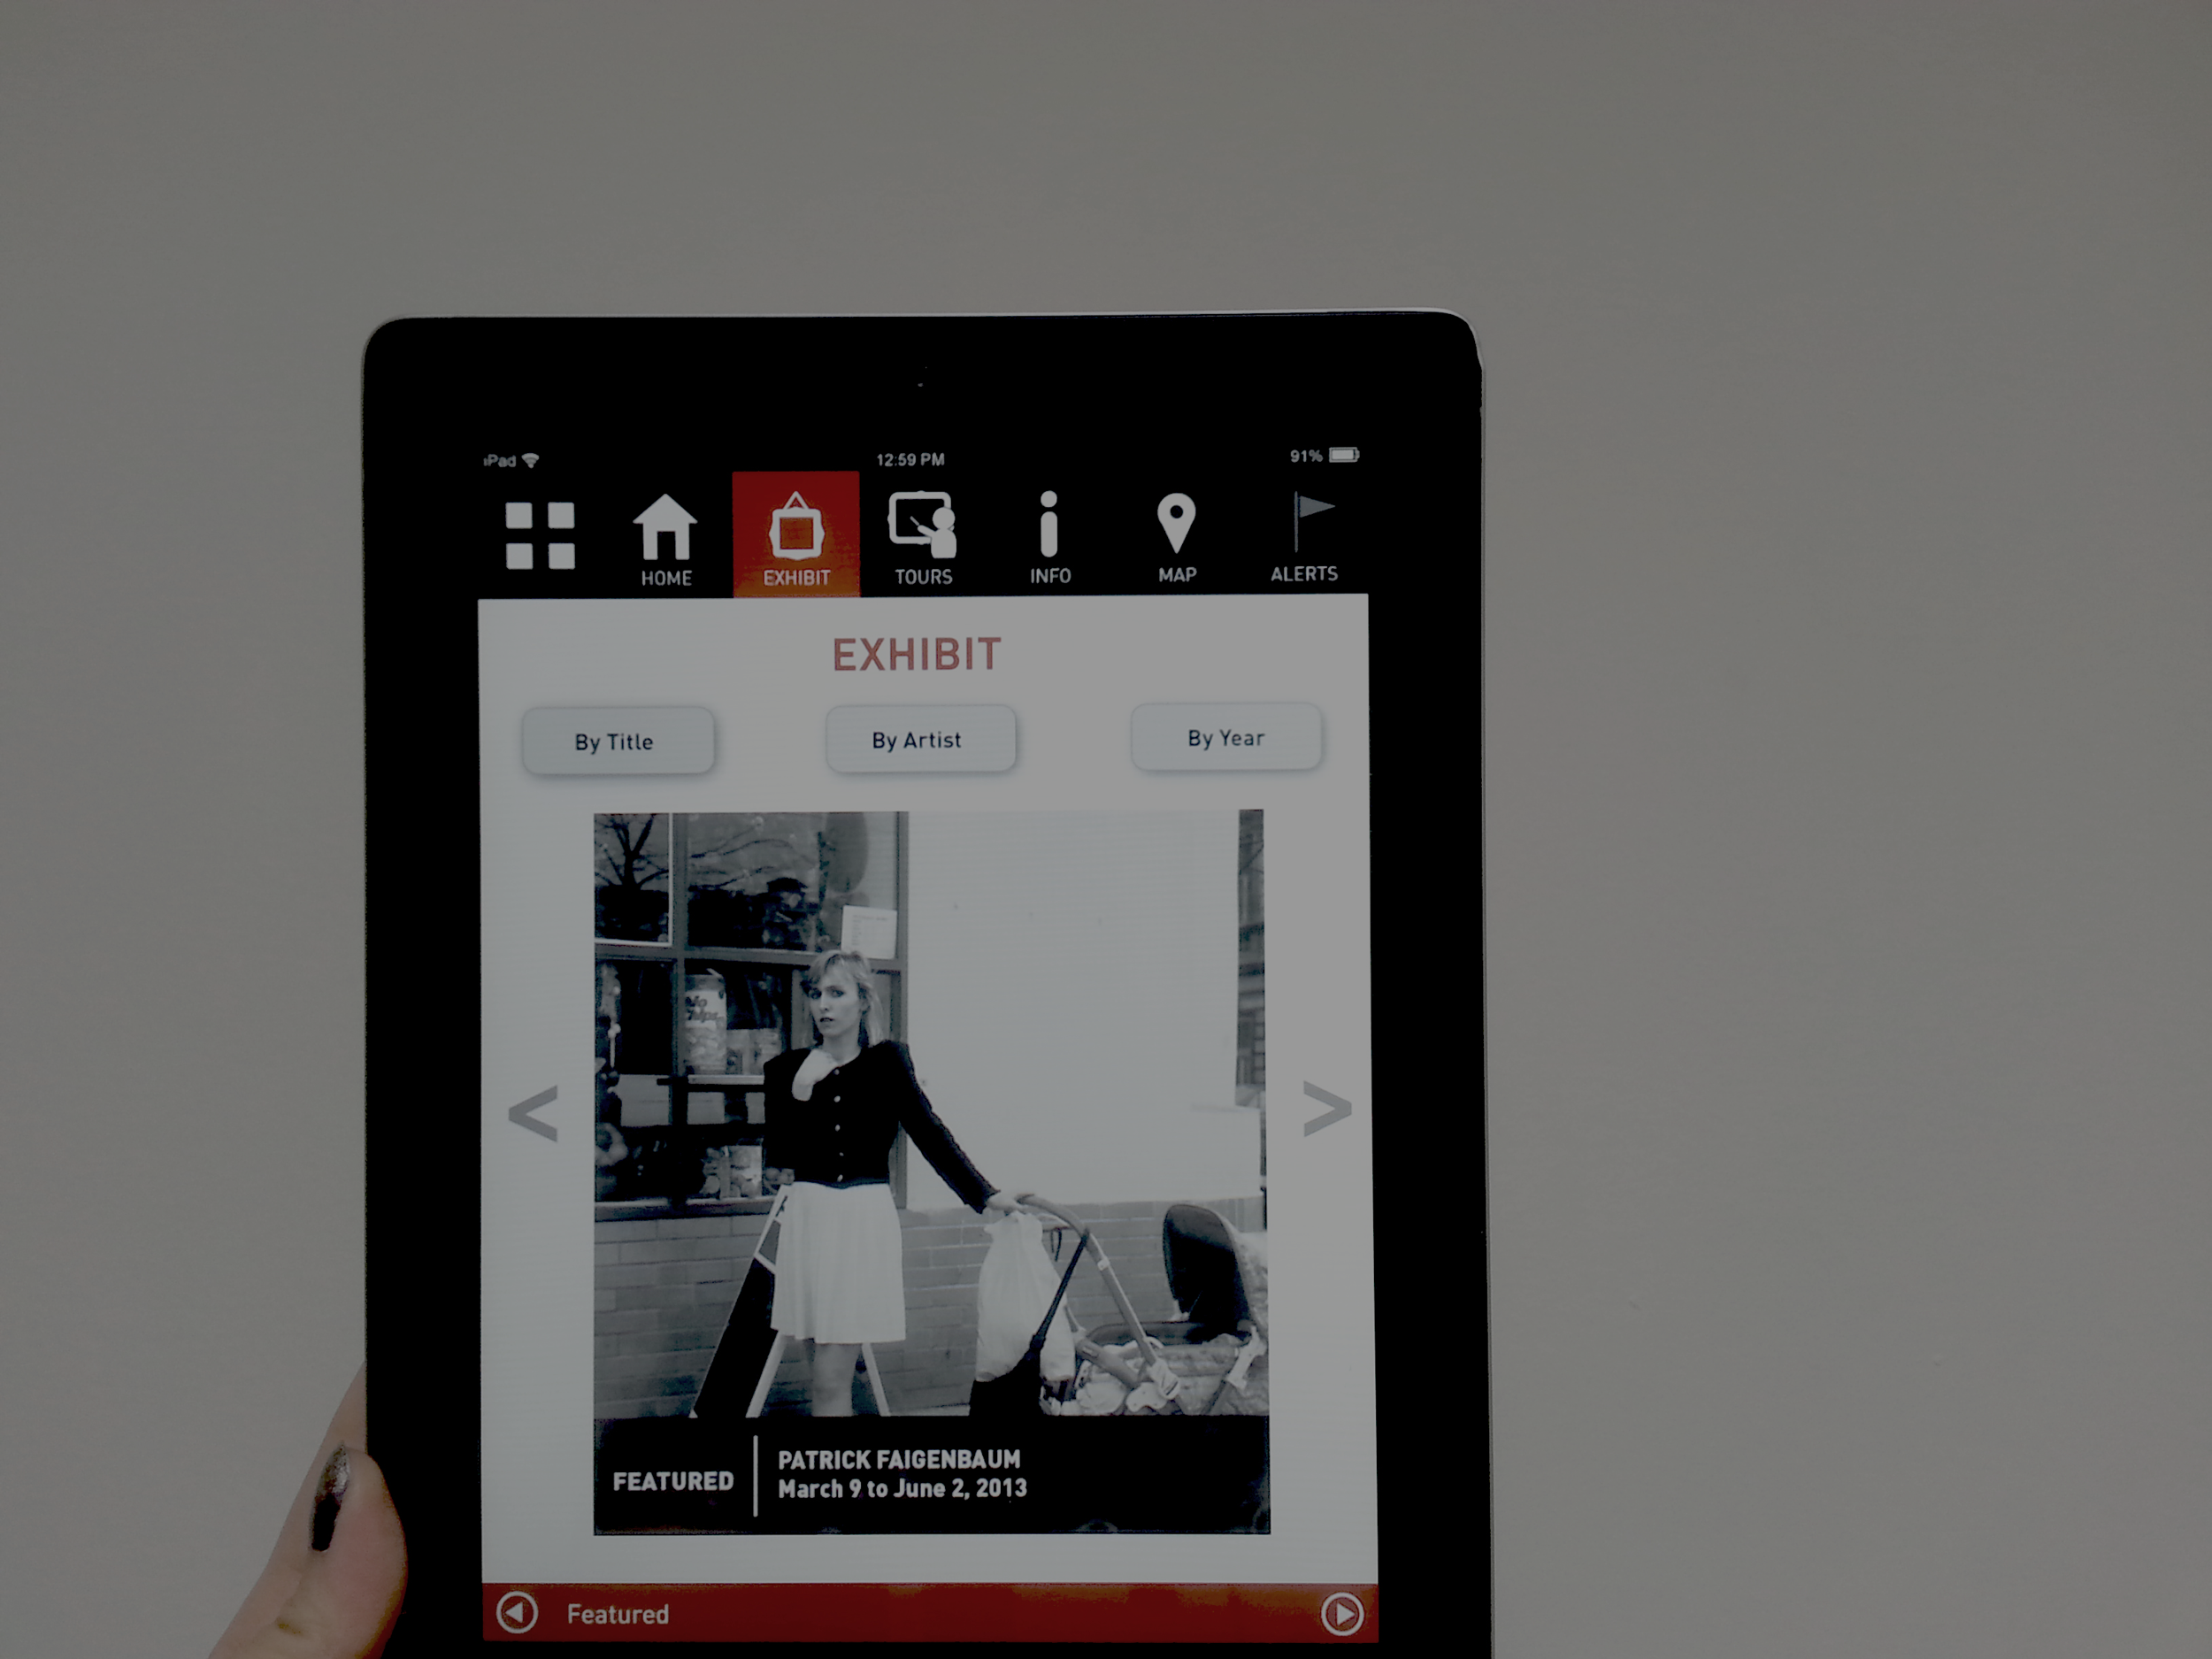 iPad 12:59 PM 91%
HOME EXHIBIT TOURS INFO MAP ALERTS
EXHIBIT
By Title By Artist By Year
< >
FEATURED
PATRICK FAIGENBAUM
March 9 to June 2, 2013
Featured